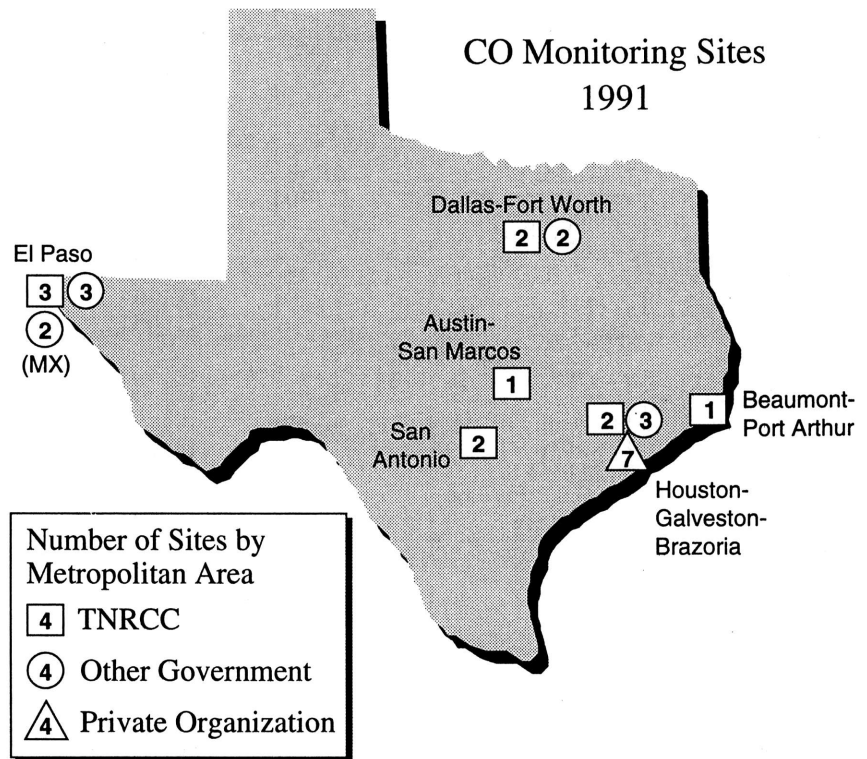 CO Monitoring Sites
1991
Dallas-Fort Worth
2 2
El Paso
3 3
2
(MX)
Austin-
San Marcos
1
San
Antonio
2
2 3
7
Houston-
Galveston-
Brazoria
1
Beaumont-
Port Arthur
Number of Sites by
Metropolitan Area
4 TNRCC
4 Other Government
4 Private Organization